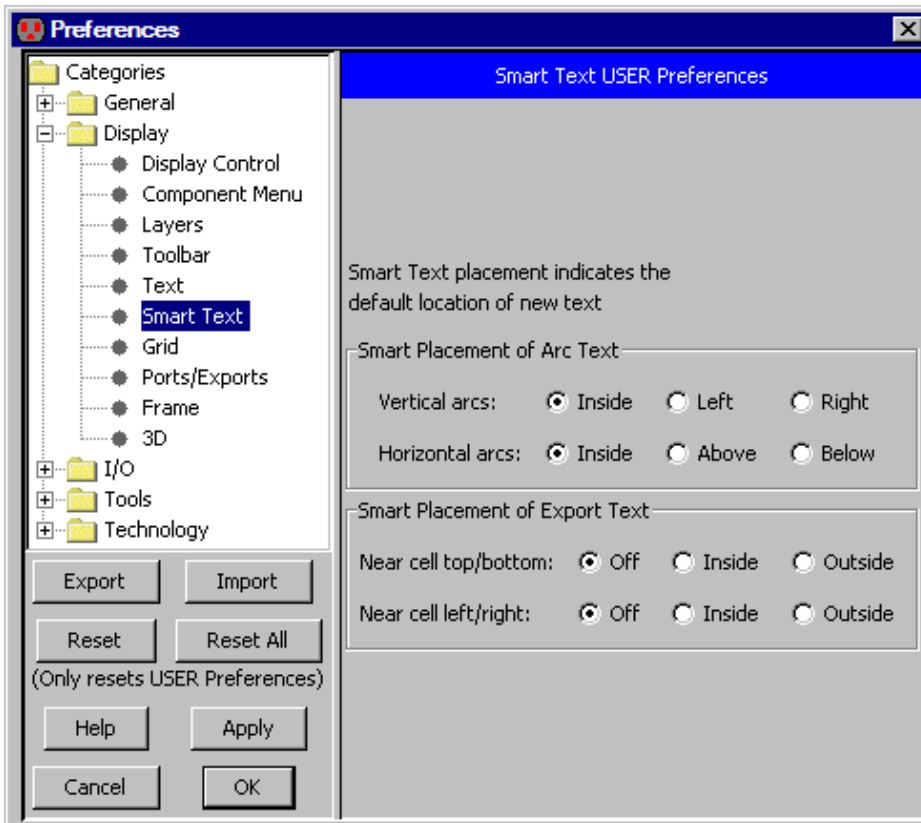 Preferences
Categories
General
Display
Display Control
Component Menu
Layers
Toolbar
Text
Smart Text
Grid
Ports/Exports
Frame
3D
I/O
Tools
Technology
Export Import
Reset Reset All
(Only resets USER Preferences)
Help Apply
Cancel OK
Smart Text USER Preferences
Smart Text placement indicates the
default location of new text
Smart Placement of Arc Text
Vertical arcs: Inside Left Right
Horizontal arcs: Inside Above Below
Smart Placement of Export Text
Near cell top/bottom: Off Inside Outside
Near cell left/right: Off Inside Outside